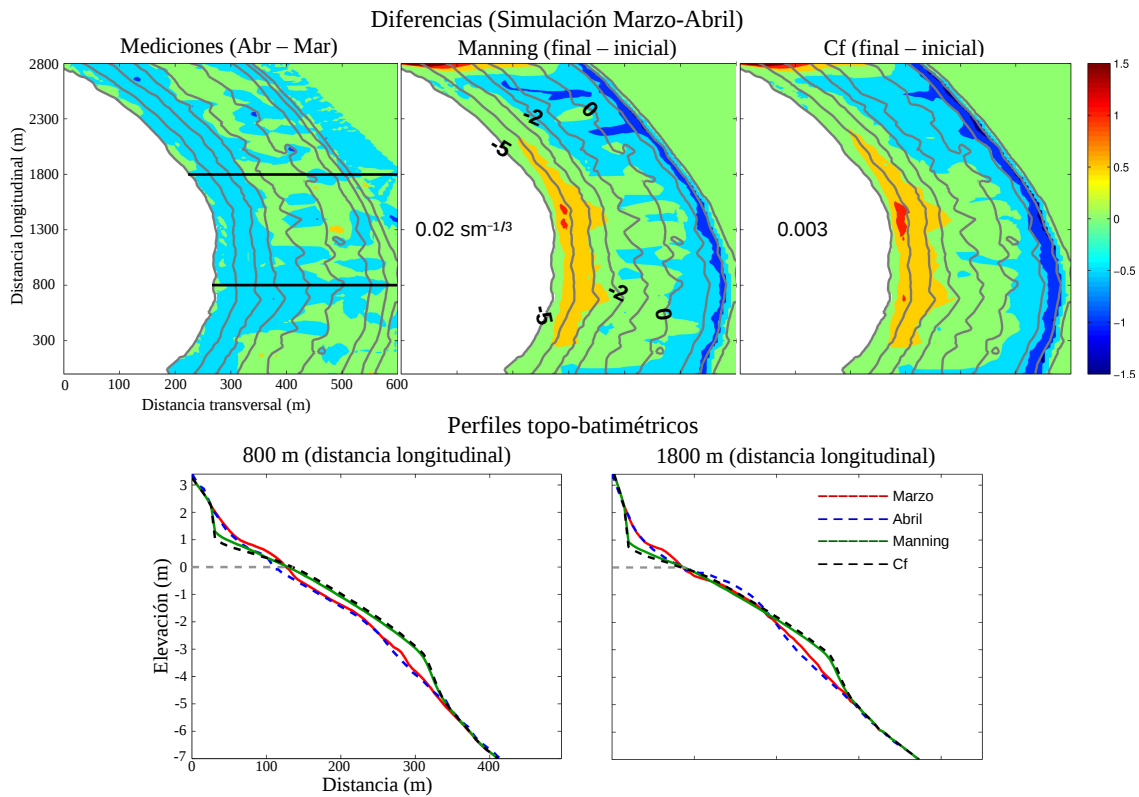 Diferencias (Simulación Marzo-Abril)
Mediciones (Abr – Mar)
Manning (final – inicial)
Cf (final – inicial)
Distancia longitudinal (m)
2800
2300
1800
1300
800
300
0 100 200 300 400 500 600
Distancia transversal (m)
0
-2
-5
0.02 sm⁻¹/³
-2
-5
0
0.003
1.5
1
0.5
0
−0.5
−1
−1.5
Perfiles topo-batimétricos
800 m (distancia longitudinal)
1800 m (distancia longitudinal)
Elevación (m)
3
2
1
0
-1
-2
-3
-4
-5
-6
-7
0 100 200 300 400
Distancia (m)
Marzo
Abril
Manning
Cf